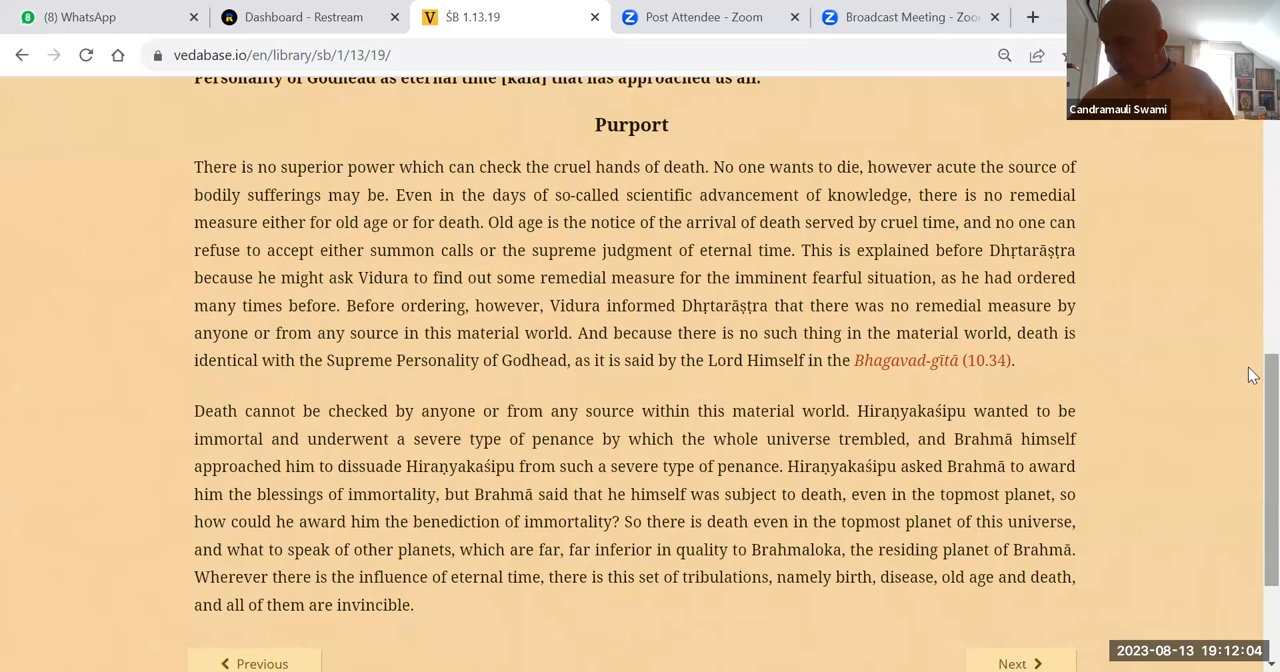 (8) WhatsApp
Dashboard - Restream
ŚB 1.13.19
Post Attendee - Zoom
Broadcast Meeting - Zoo
vedabase.io/en/library/sb/1/13/19/
Candramauli Swami
Personality of Godhead as eternal time [kāla] that has approached us all.
Purport
There is no superior power which can check the cruel hands of death. No one wants to die, however acute the source of
bodily sufferings may be. Even in the days of so-called scientific advancement of knowledge, there is no remedial
measure either for old age or for death. Old age is the notice of the arrival of death served by cruel time, and no one can
refuse to accept either summon calls or the supreme judgment of eternal time. This is explained before Dhṛtarāṣṭra
because he might ask Vidura to find out some remedial measure for the imminent fearful situation, as he had ordered
many times before. Before ordering, however, Vidura informed Dhṛtarāṣṭra that there was no remedial measure by
anyone or from any source in this material world. And because there is no such thing in the material world, death is
identical with the Supreme Personality of Godhead, as it is said by the Lord Himself in the Bhagavad-gītā (10.34).
Death cannot be checked by anyone or from any source within this material world. Hiraṇyakaśipu wanted to be
immortal and underwent a severe type of penance by which the whole universe trembled, and Brahmā himself
approached him to dissuade Hiraṇyakaśipu from such a severe type of penance. Hiraṇyakaśipu asked Brahmā to award
him the blessings of immortality, but Brahmā said that he himself was subject to death, even in the topmost planet, so
how could he award him the benediction of immortality? So there is death even in the topmost planet of this universe,
and what to speak of other planets, which are far, far inferior in quality to Brahmaloka, the residing planet of Brahmā.
Wherever there is the influence of eternal time, there is this set of tribulations, namely birth, disease, old age and death,
and all of them are invincible.
Previous
Next
2023-08-13 19:12:04